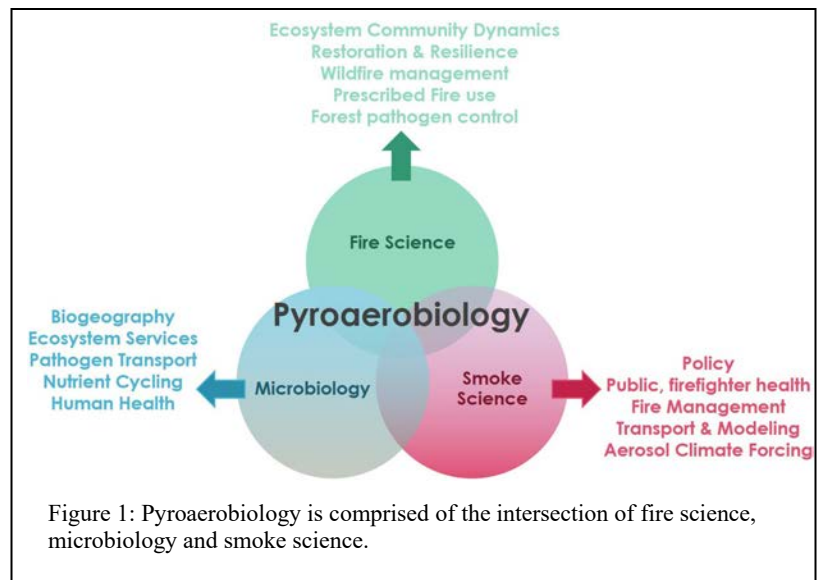 Ecosystem Community Dynamics
Restoration & Resilience
Wildfire management
Prescribed Fire use
Forest pathogen control
Fire Science
Pyroaerobiology
Biogeography
Ecosystem Services
Pathogen Transport
Nutrient Cycling
Human Health
Microbiology
Smoke
Science
Policy
Public, firefighter health
Fire Management
Transport & Modeling
Aerosol Climate Forcing
Figure 1: Pyroaerobiology is comprised of the intersection of fire science,
microbiology and smoke science.